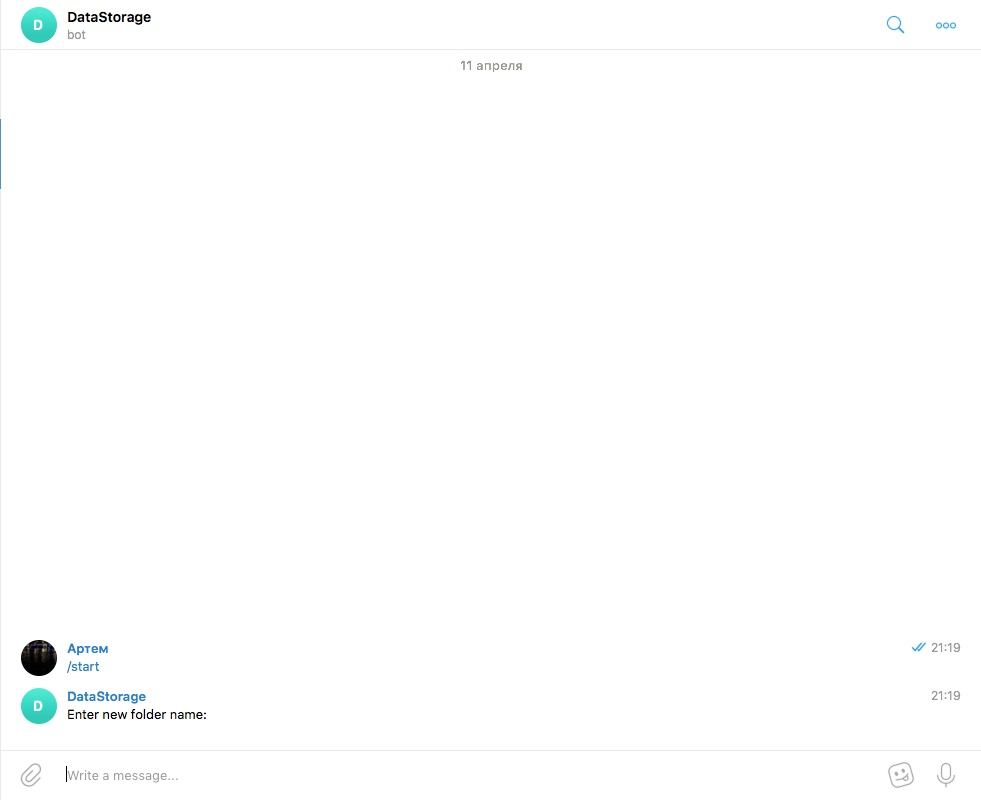 D
DataStorage
bot
11 апреля
Артем
21:19
/start
D
DataStorage
21:19
Enter new folder name:
Write a message...